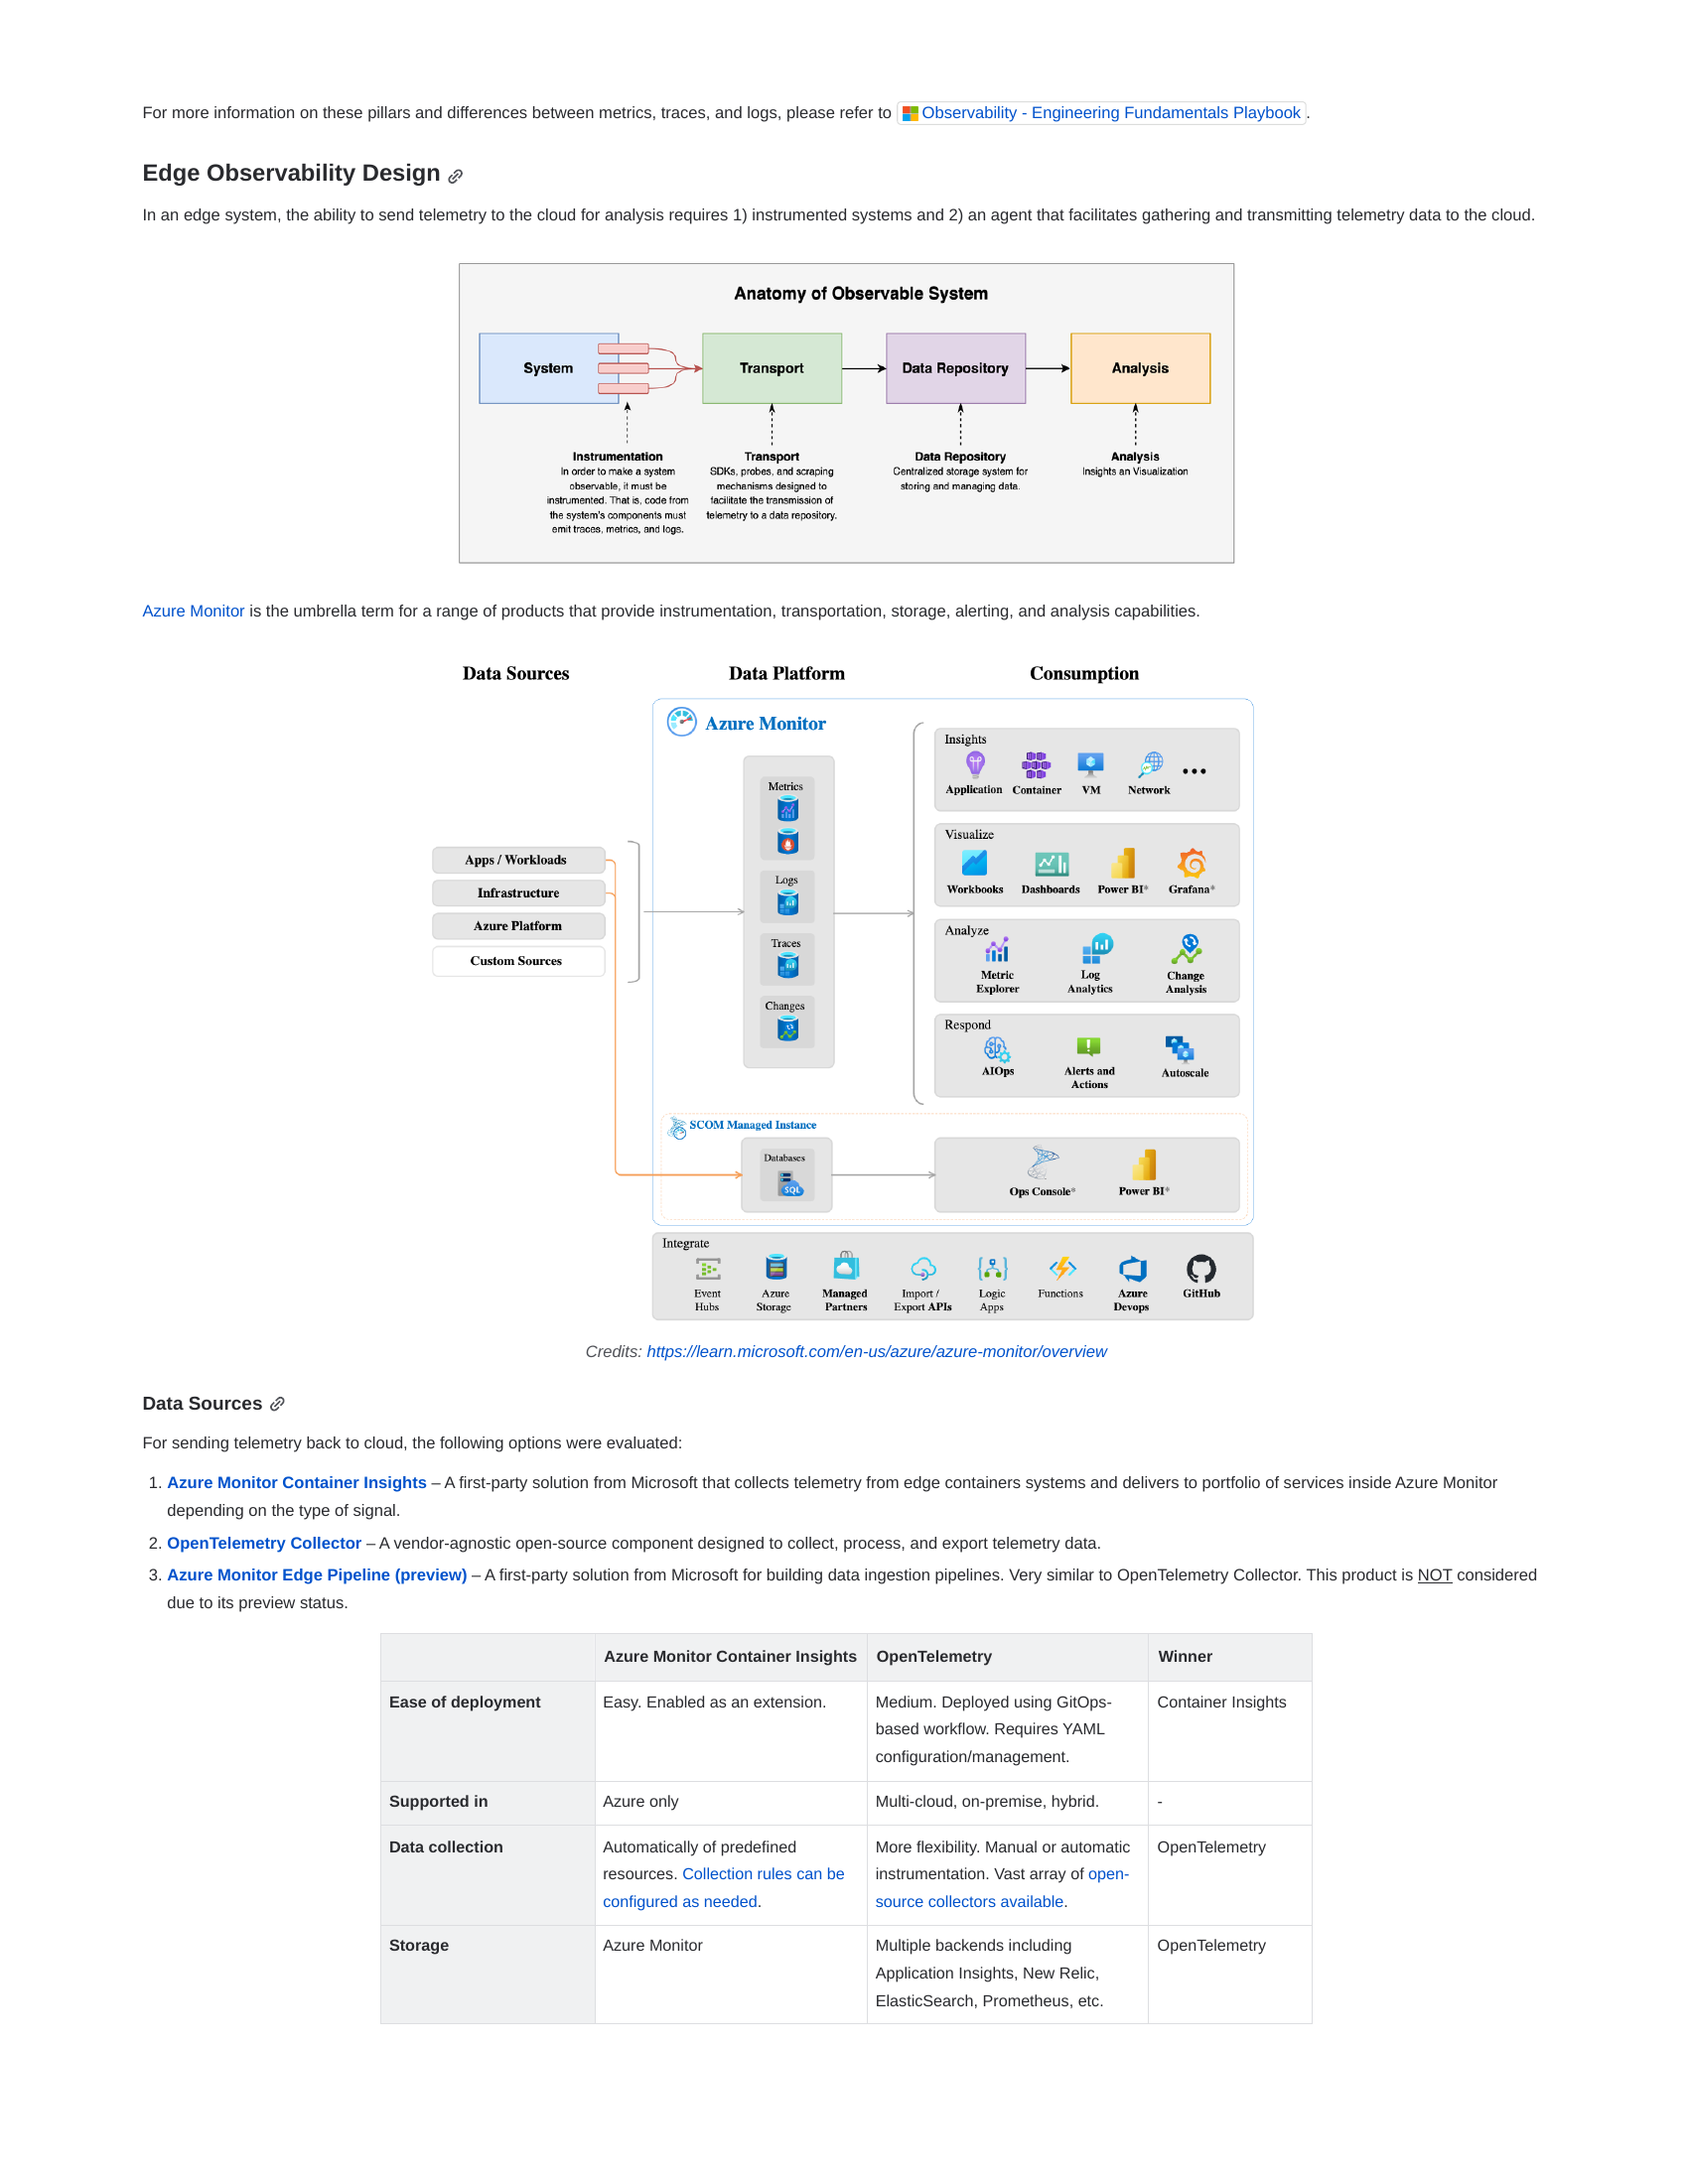 For more information on these pillars and differences between metrics, traces, and logs, please refer to Observability - Engineering Fundamentals Playbook.
Edge Observability Design
In an edge system, the ability to send telemetry to the cloud for analysis requires 1) instrumented systems and 2) an agent that facilitates gathering and transmitting telemetry data to the cloud.
Anatomy of Observable System
System
Transport
Data Repository
Analysis
Instrumentation
In order to make a system
observable, it must be
instrumented. That is, code from
the system's components must
emit traces, metrics, and logs.
Transport
SDKs, probes, and scraping
mechanisms designed to
facilitate the transmission of
telemetry to a data repository.
Data Repository
Centralized storage system for
storing and managing data.
Analysis
Insights an Visualization
Azure Monitor is the umbrella term for a range of products that provide instrumentation, transportation, storage, alerting, and analysis capabilities.
Data Sources
Data Platform
Consumption
Azure Monitor
Apps / Workloads
Infrastructure
Azure Platform
Custom Sources
Metrics
Logs
Traces
Changes
Insights
Application
Container
VM
Network
...
Visualize
Workbooks
Dashboards
Power BI*
Grafana*
Analyze
Metric
Explorer
Log
Analytics
Change
Analysis
Respond
AIOps
Alerts and
Actions
Autoscale
SCOM Managed Instance
Databases
SQL
Ops Console*
Power BI*
Integrate
Event
Hubs
Azure
Storage
Managed
Partners
Import /
Export APIs
Logic
Apps
Functions
Azure
Devops
GitHub
Credits: https://learn.microsoft.com/en-us/azure/azure-monitor/overview
Data Sources
For sending telemetry back to cloud, the following options were evaluated:
1. Azure Monitor Container Insights – A first-party solution from Microsoft that collects telemetry from edge containers systems and delivers to portfolio of services inside Azure Monitor
depending on the type of signal.
2. OpenTelemetry Collector – A vendor-agnostic open-source component designed to collect, process, and export telemetry data.
3. Azure Monitor Edge Pipeline (preview) – A first-party solution from Microsoft for building data ingestion pipelines. Very similar to OpenTelemetry Collector. This product is NOT considered
due to its preview status.
Azure Monitor Container Insights
OpenTelemetry
Winner
Ease of deployment
Easy. Enabled as an extension.
Medium. Deployed using GitOps-
based workflow. Requires YAML
configuration/management.
Container Insights
Supported in
Azure only
Multi-cloud, on-premise, hybrid.
-
Data collection
Automatically of predefined
resources. Collection rules can be
configured as needed.
More flexibility. Manual or automatic
instrumentation. Vast array of open-
source collectors available.
OpenTelemetry
Storage
Azure Monitor
Multiple backends including
Application Insights, New Relic,
ElasticSearch, Prometheus, etc.
OpenTelemetry